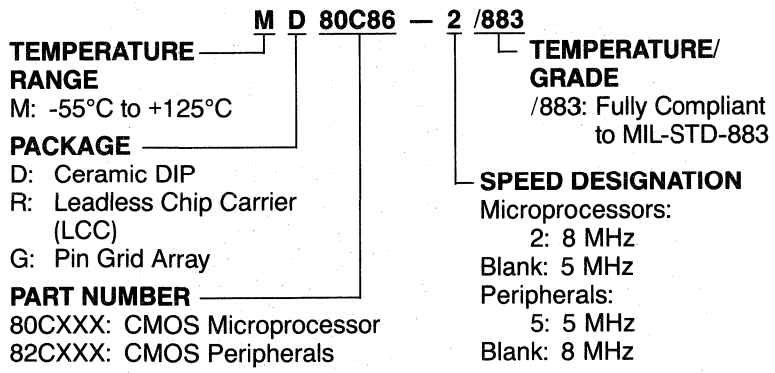 M D 80C86 — 2 /883
TEMPERATURE
RANGE
M: -55°C to +125°C
PACKAGE
D: Ceramic DIP
R: Leadless Chip Carrier
(LCC)
G: Pin Grid Array
PART NUMBER
80CXXX: CMOS Microprocessor
82CXXX: CMOS Peripherals
TEMPERATURE/
GRADE
/883: Fully Compliant
to MIL-STD-883
SPEED DESIGNATION
Microprocessors:
2: 8 MHz
Blank: 5 MHz
Peripherals:
5: 5 MHz
Blank: 8 MHz